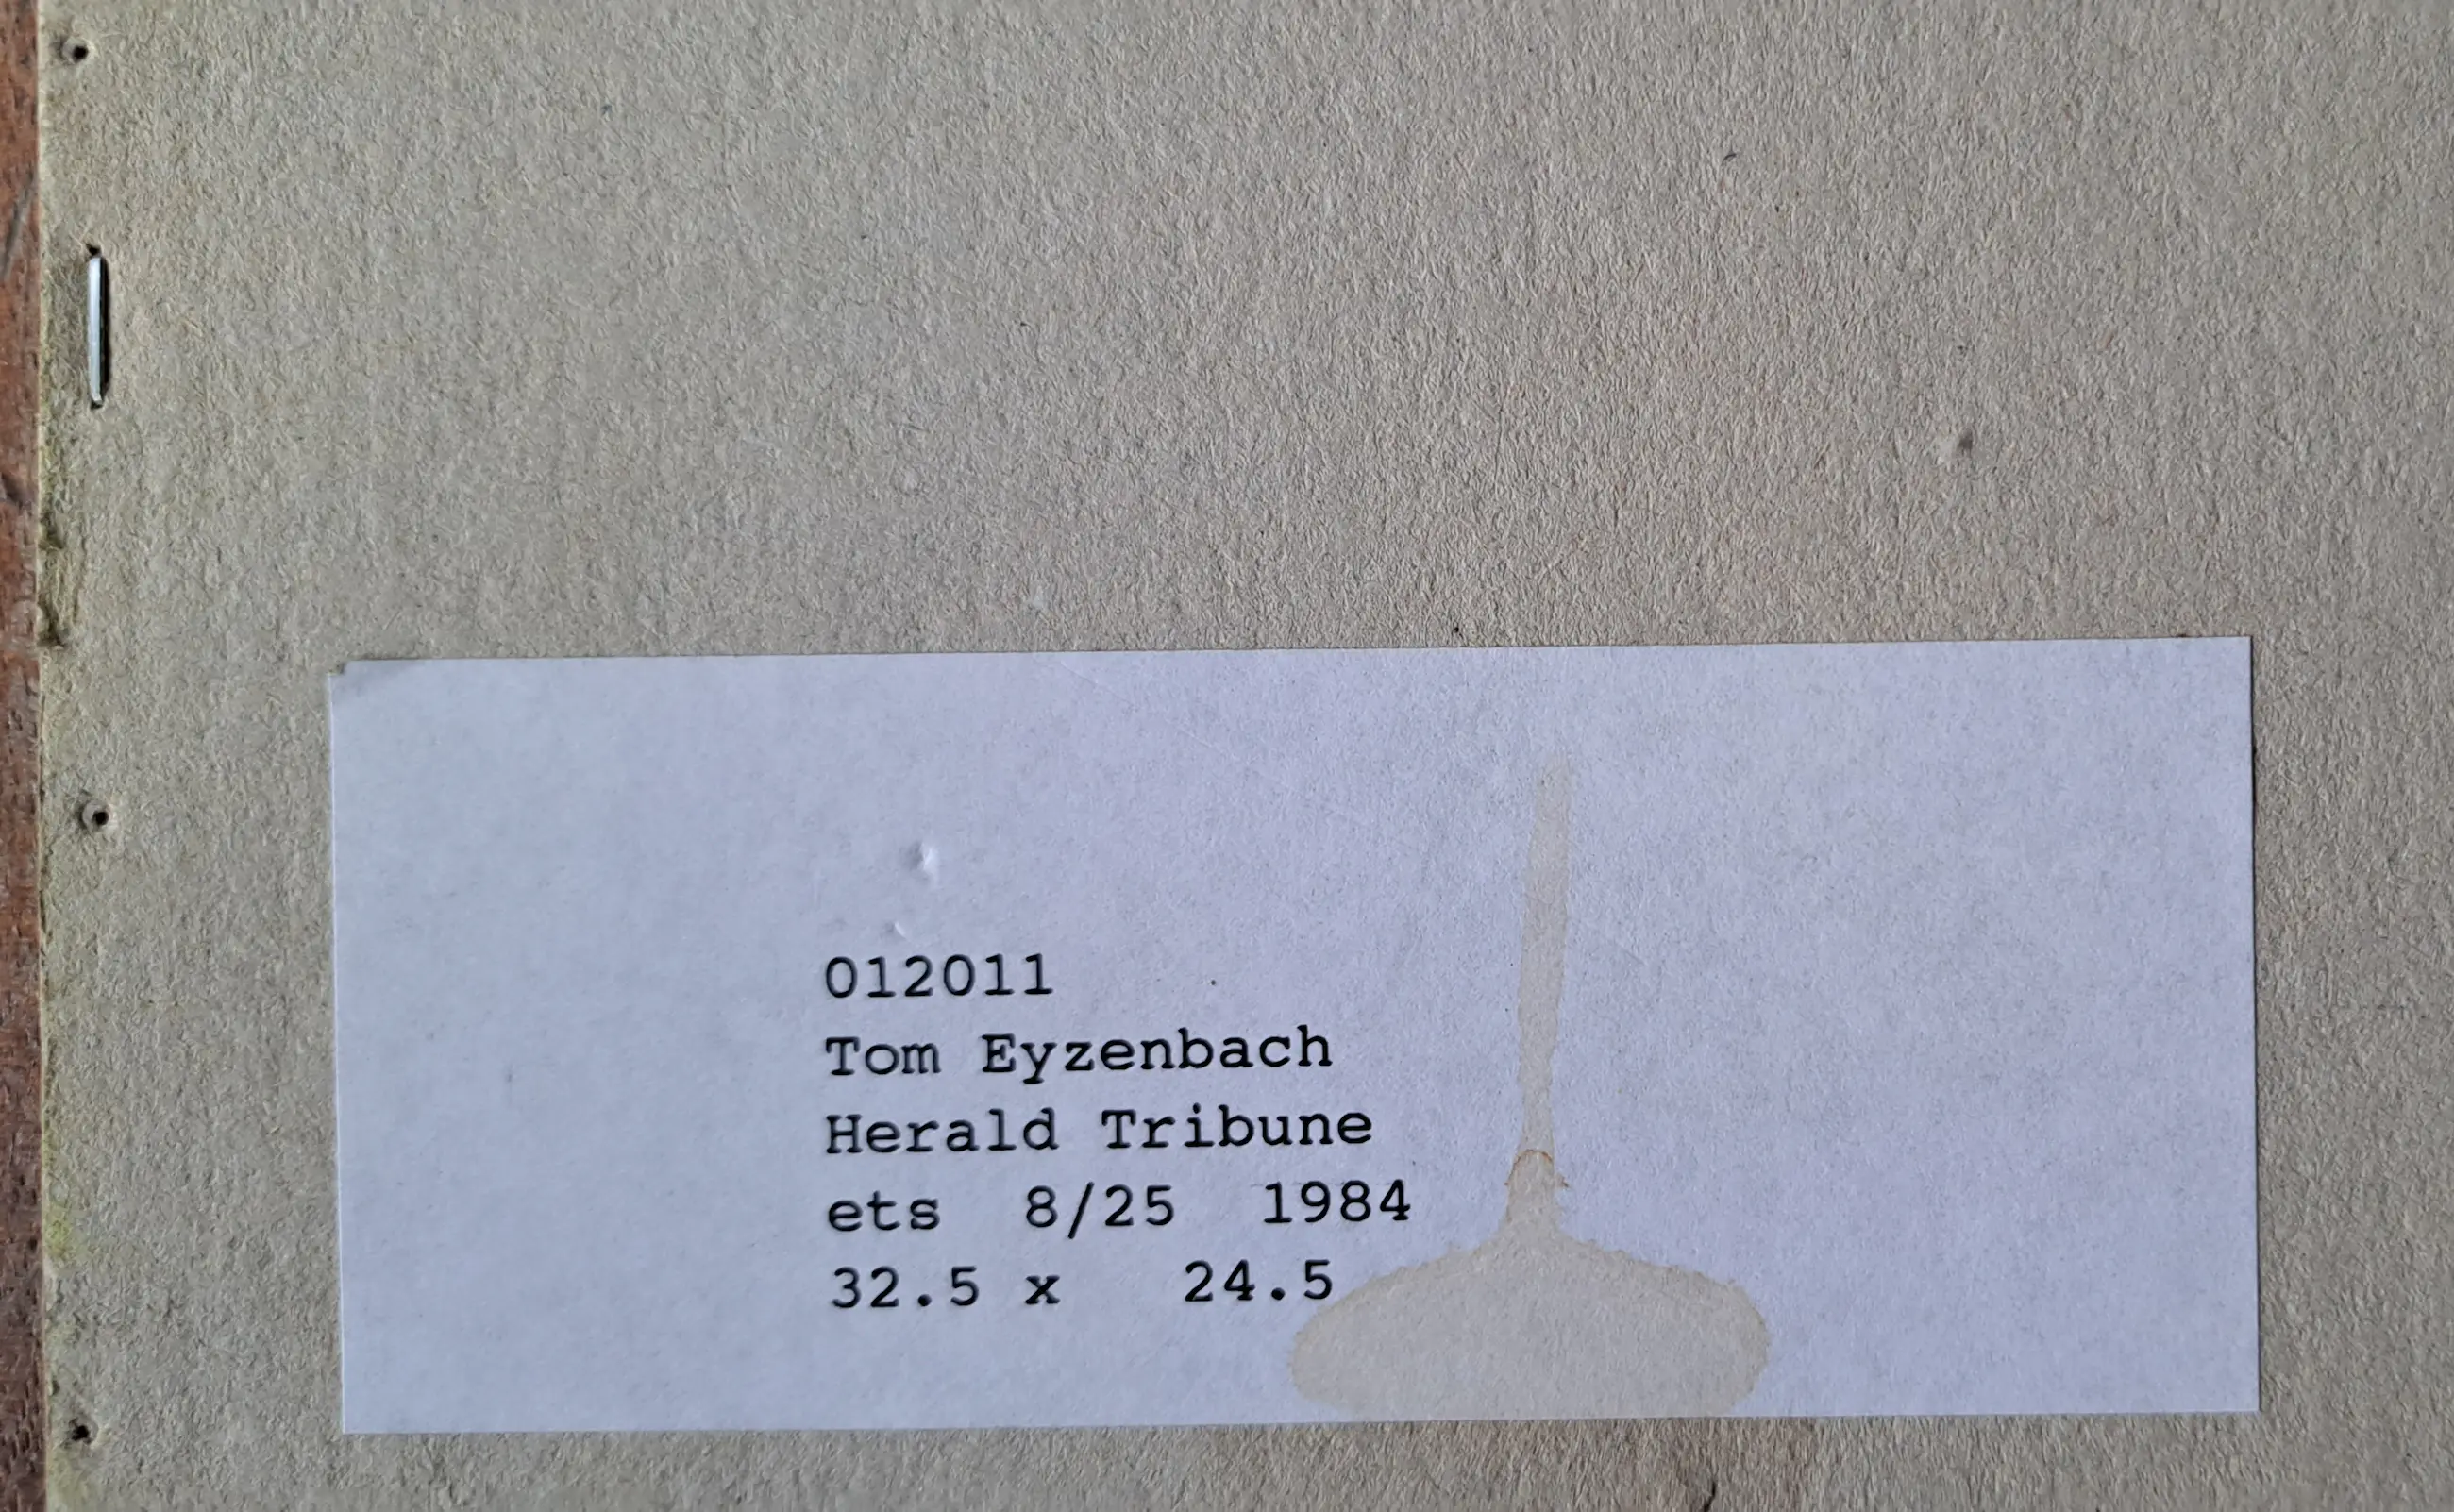 012011
Tom Eyzenbach
Herald Tribune
ets 8/25 1984
32.5 x 24.5